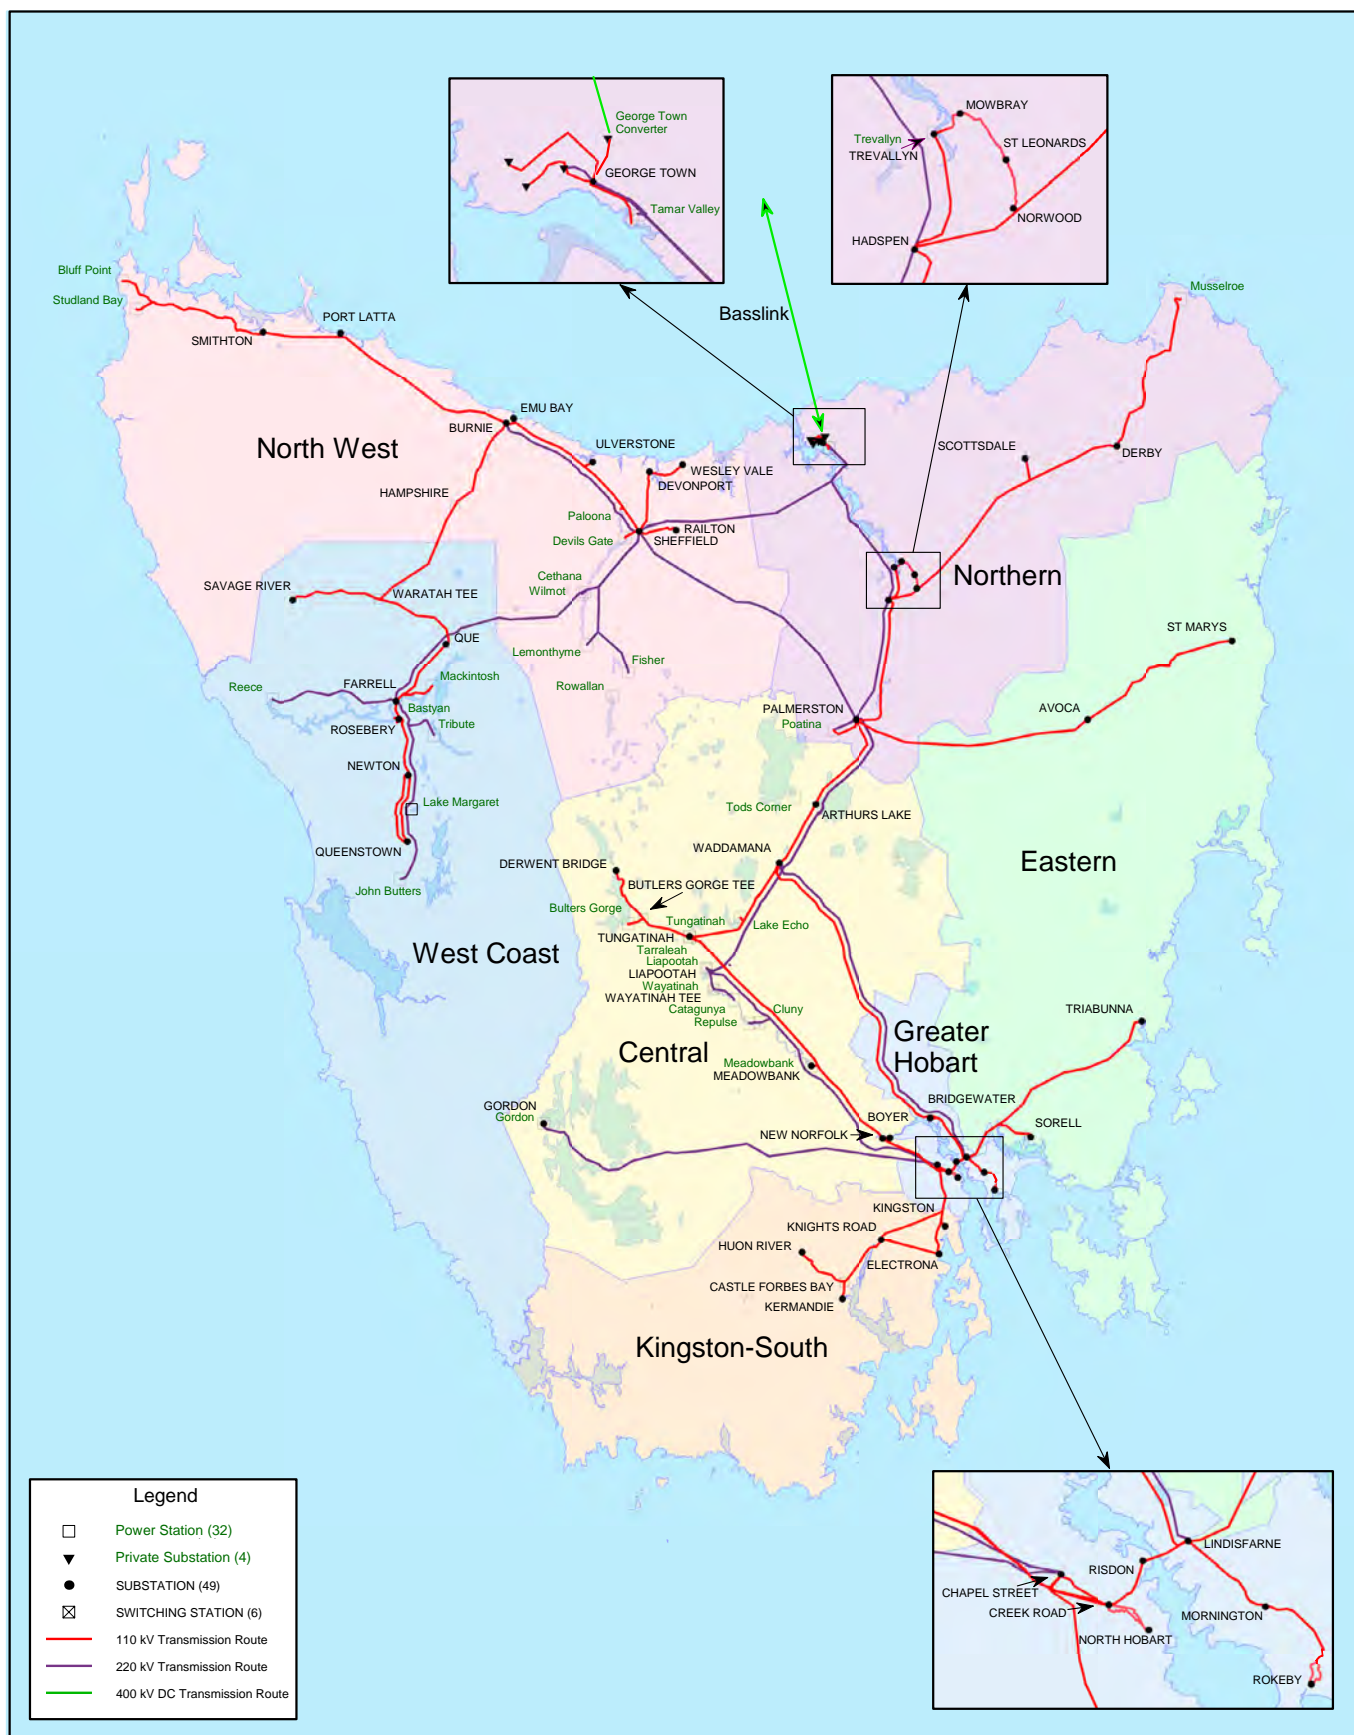 George Town
Converter
GEORGE TOWN
Tamar Valley
MOWBRAY
Trevallyn
TREVALLYN
ST LEONARDS
NORWOOD
HADSPEN
Basslink
Bluff Point
Studland Bay
SMITHTON
PORT LATTA
Musselroe
EMU BAY
BURNIE
North West
ULVERSTONE
WESLEY VALE
DEVONPORT
HAMPSHIRE
SCOTTSDALE
DERBY
Paloona
RAILTON
Devils Gate
SHEFFIELD
Cethana
Wilmot
Northern
SAVAGE RIVER
WARATAH TEE
QUE
ST MARYS
Lemonthyme
Fisher
Rowallan
Mackintosh
FARRELL
Reece
Bastyan
ROSEBERY
Tribute
PALMERSTON
Poatina
AVOCA
NEWTON
Lake Margaret
Tods Corner
ARTHURS LAKE
QUEENSTOWN
John Butters
WADDAMANA
DERWENT BRIDGE
Eastern
BUTLERS GORGE TEE
Bulters Gorge
Tungatinah
Lake Echo
TUNGATINAH
Tarraleah
Liapootah
LIAPOOTAH
Wayatinah
WAYATINAH TEE
Catagunya
Repulse
Cluny
West Coast
Central
Greater
Hobart
TRIABUNNA
Meadowbank
MEADOWBANK
GORDON
Gordon
BRIDGEWATER
BOYER
NEW NORFOLK
SORELL
KINGSTON
KNIGHTS ROAD
HUON RIVER
ELECTRONA
CASTLE FORBES BAY
KERMANDIE
Kingston-South
LINDISFARNE
RISDON
CHAPEL STREET
CREEK ROAD
MORNINGTON
NORTH HOBART
ROKEBY
Legend
Power Station (32)
Private Substation (4)
SUBSTATION (49)
SWITCHING STATION (6)
110 kV Transmission Route
220 kV Transmission Route
400 kV DC Transmission Route